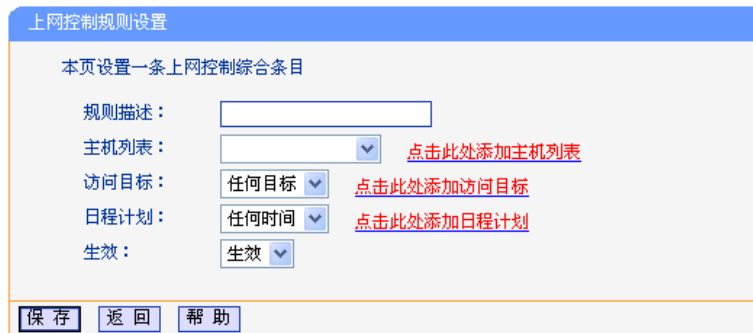 上网控制规则设置
本页设置一条上网控制综合条目
规则描述：
主机列表： 点击此处添加主机列表
访问目标： 任何目标 点击此处添加访问目标
日程计划： 任何时间 点击此处添加日程计划
生效： 生效
保存 返回 帮助